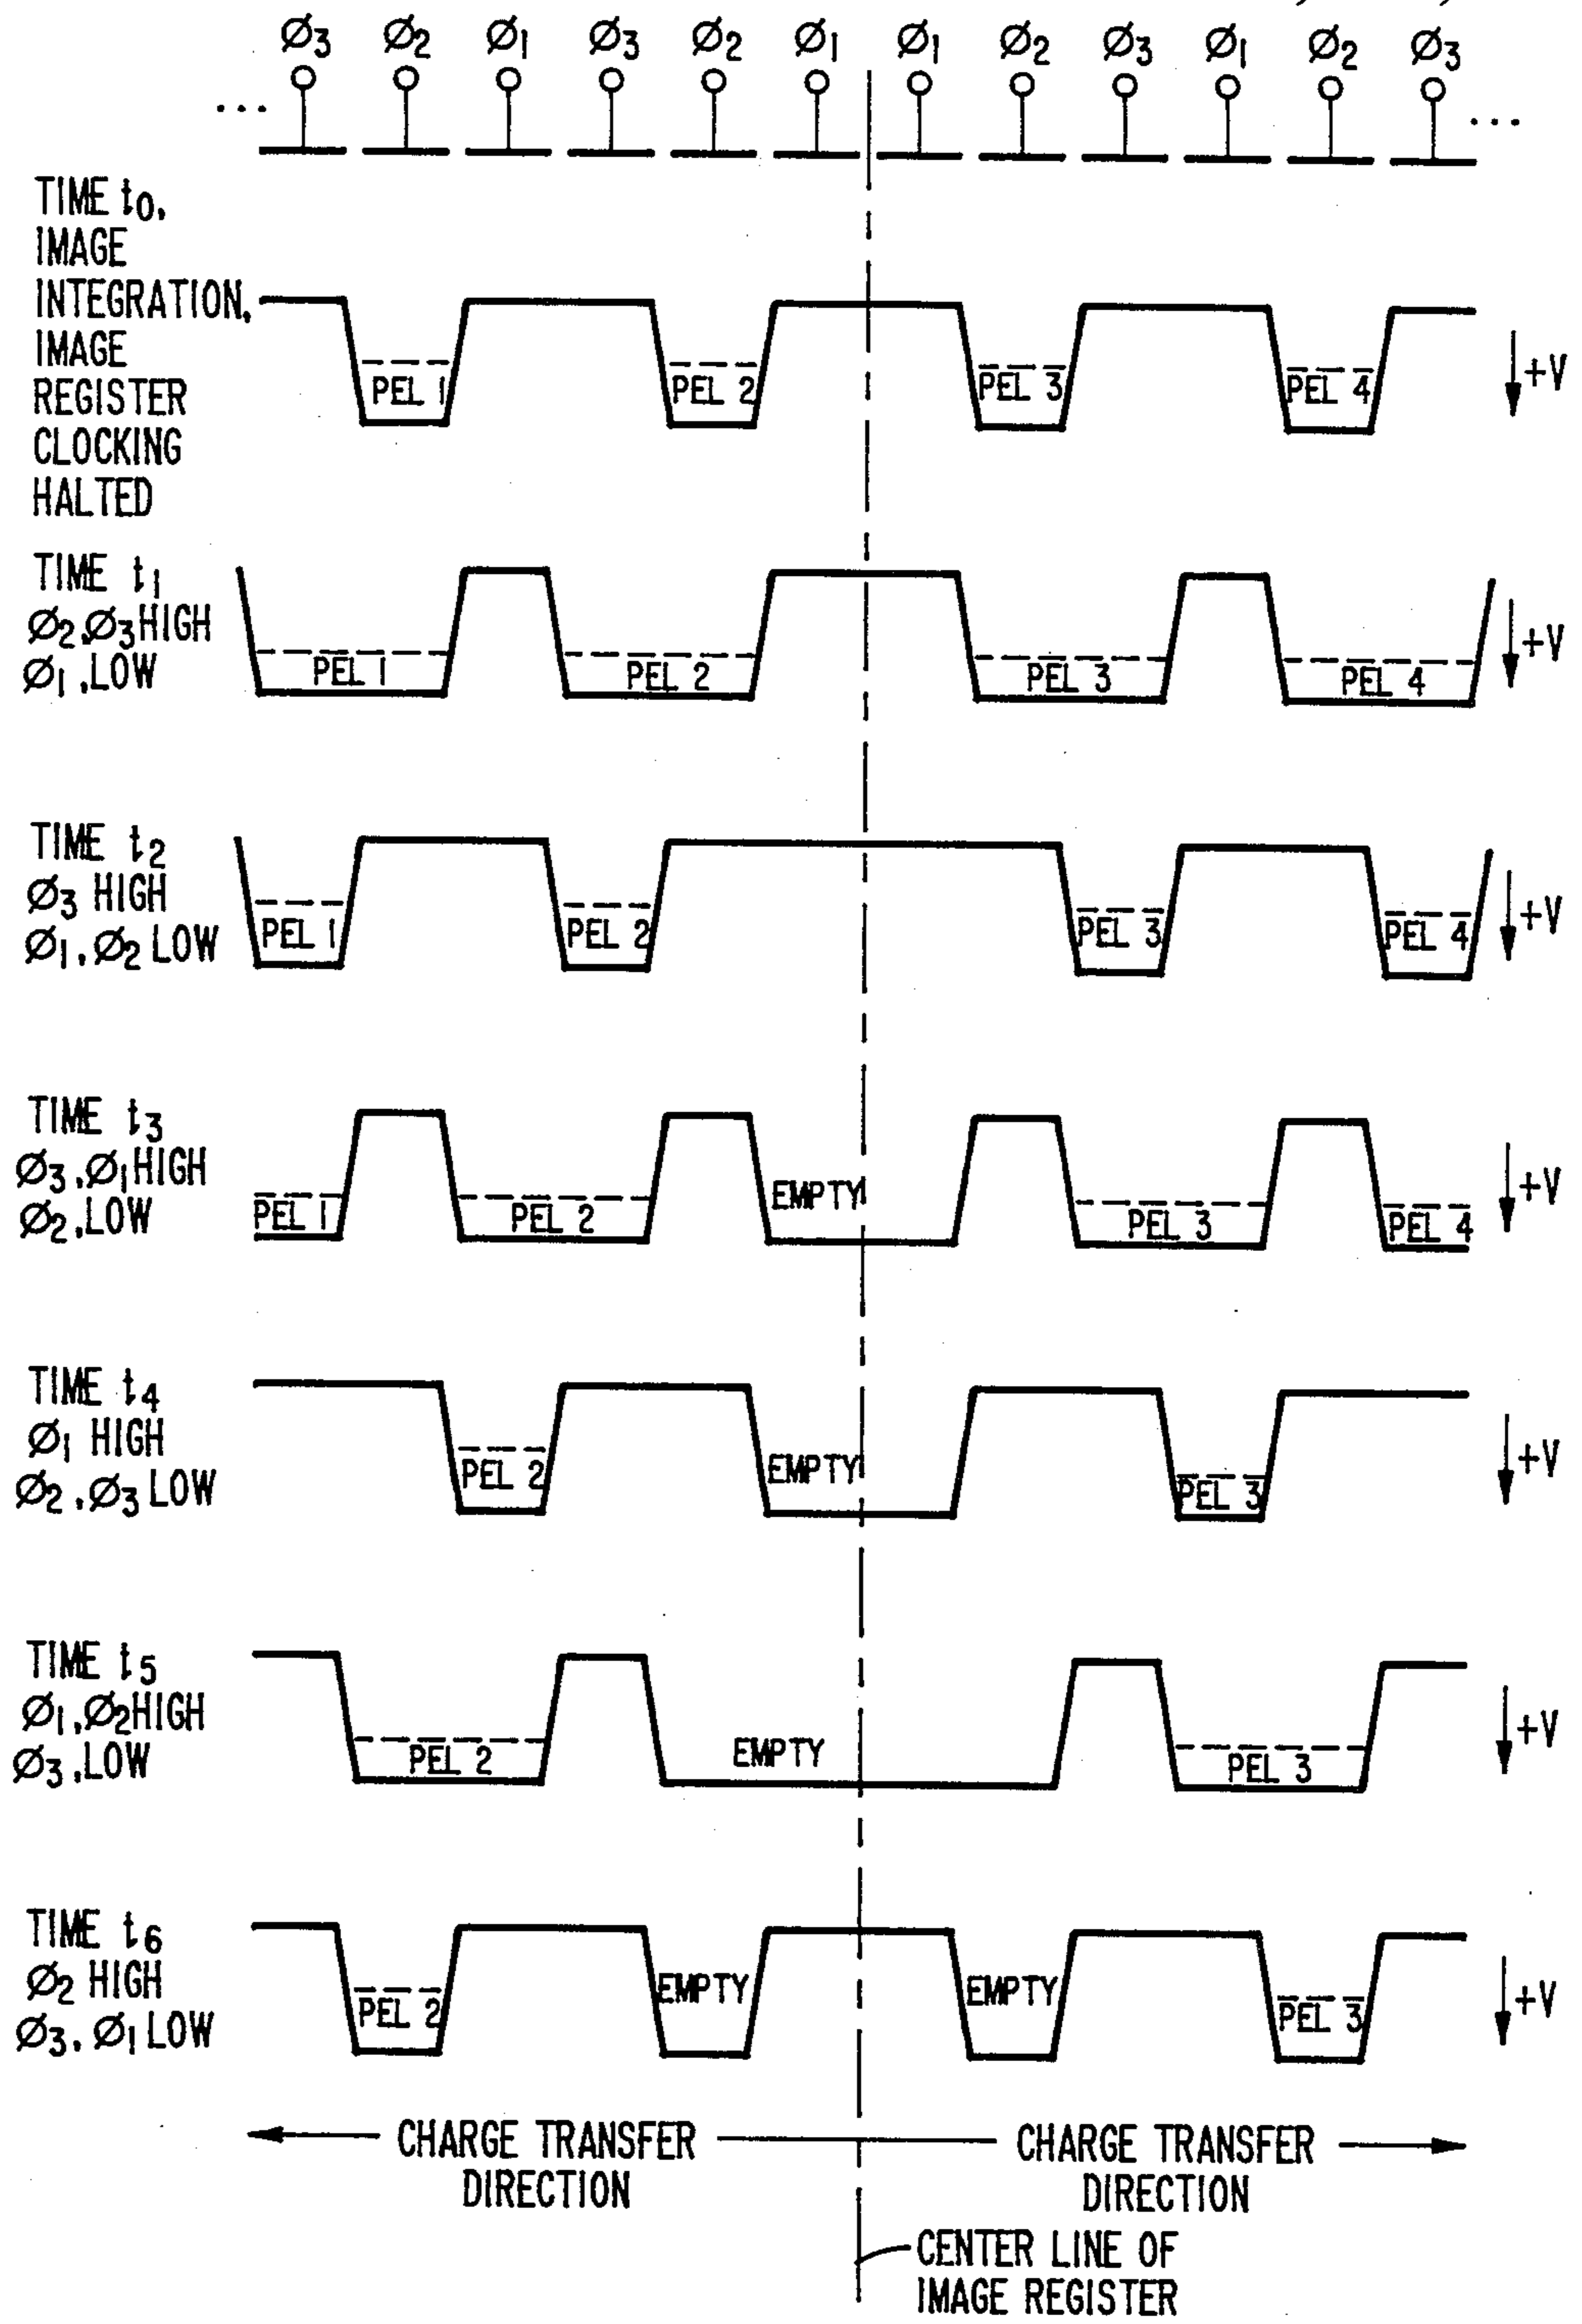 Ø3 Ø2 Ø1 Ø3 Ø2 Ø1 Ø1 Ø2 Ø3 Ø1 Ø2 Ø3
... ...
TIME t0,
IMAGE
INTEGRATION,
IMAGE
REGISTER
CLOCKING
HALTED
PEL 1 PEL 2 PEL 3 PEL 4 +V
TIME t1
Ø2,Ø3 HIGH
Ø1, LOW
PEL 1 PEL 2 PEL 3 PEL 4 +V
TIME t2
Ø3 HIGH
Ø1, Ø2 LOW
PEL 1 PEL 2 PEL 3 PEL 4 +V
TIME t3
Ø3,Ø1 HIGH
Ø2, LOW
PEL 1 PEL 2 EMPTY PEL 3 PEL 4 +V
TIME t4
Ø1 HIGH
Ø2, Ø3 LOW
PEL 2 EMPTY PEL 3 +V
TIME t5
Ø1,Ø2 HIGH
Ø3, LOW
PEL 2 EMPTY PEL 3 +V
TIME t6
Ø2 HIGH
Ø3, Ø1 LOW
PEL 2 EMPTY EMPTY PEL 3 +V
CHARGE TRANSFER
DIRECTION
CHARGE TRANSFER
DIRECTION
CENTER LINE OF
IMAGE REGISTER